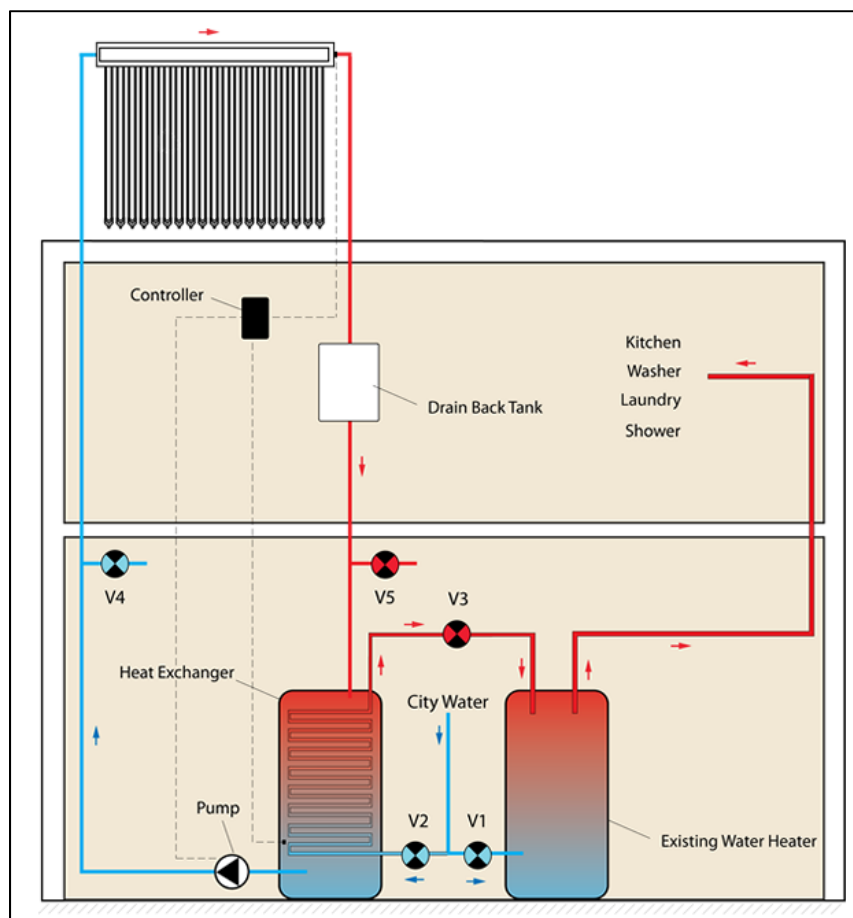 Controller
Drain Back Tank
Kitchen
Washer
Laundry
Shower
V4
V5
V3
Heat Exchanger
City Water
Pump
V2
V1
Existing Water Heater